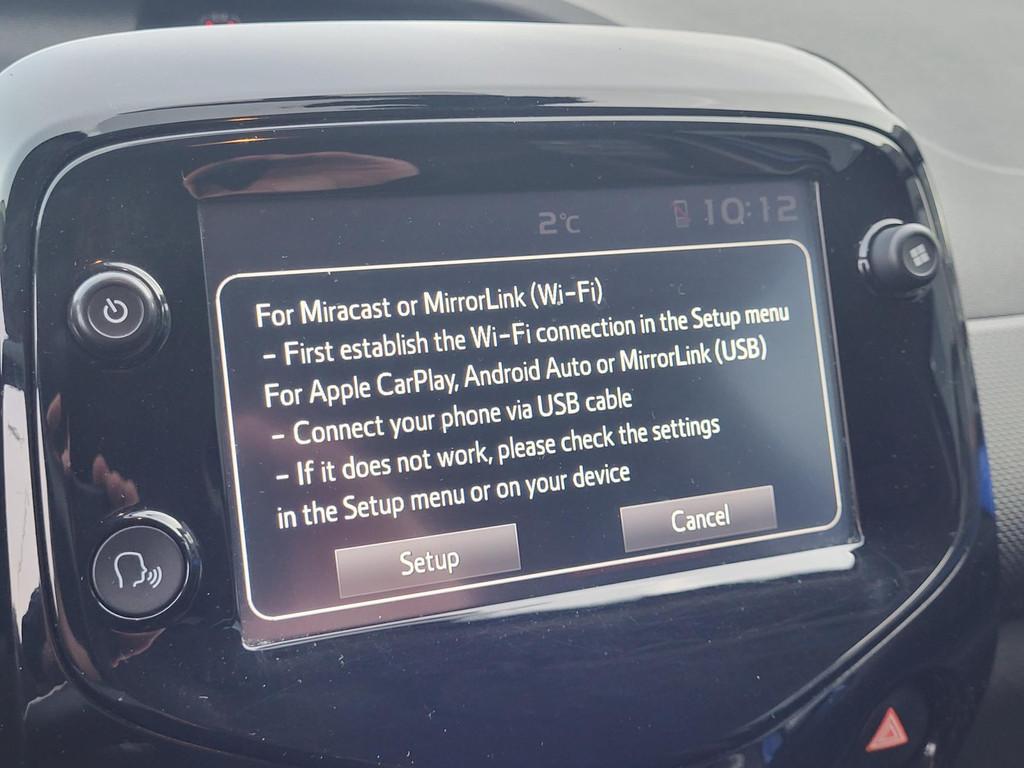 2°C
10:12
For Miracast or MirrorLink (Wi-Fi)
- First establish the Wi-Fi connection in the Setup menu
For Apple CarPlay, Android Auto or MirrorLink (USB)
- Connect your phone via USB cable
- If it does not work, please check the settings
in the Setup menu or on your device
Setup
Cancel